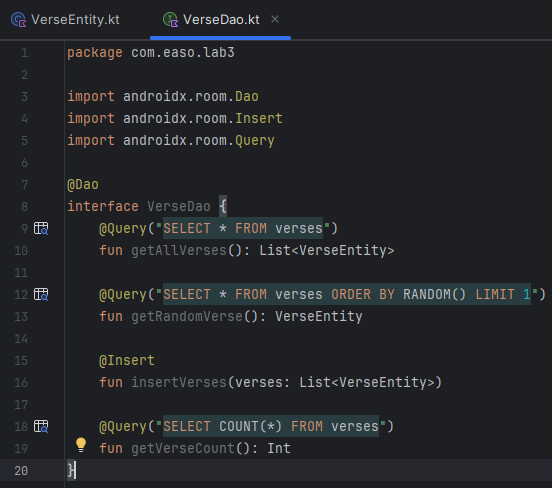 VerseEntity.kt VerseDao.kt
1 package com.easo.lab3
2
3 import androidx.room.Dao
4 import androidx.room.Insert
5 import androidx.room.Query
6
7 @Dao
8 interface VerseDao {
9 @Query("SELECT * FROM verses")
10 fun getAllVerses(): List<VerseEntity>
11
12 @Query("SELECT * FROM verses ORDER BY RANDOM() LIMIT 1")
13 fun getRandomVerse(): VerseEntity
14
15 @Insert
16 fun insertVerses(verses: List<VerseEntity>)
17
18 @Query("SELECT COUNT(*) FROM verses")
19 fun getVerseCount(): Int
20 }